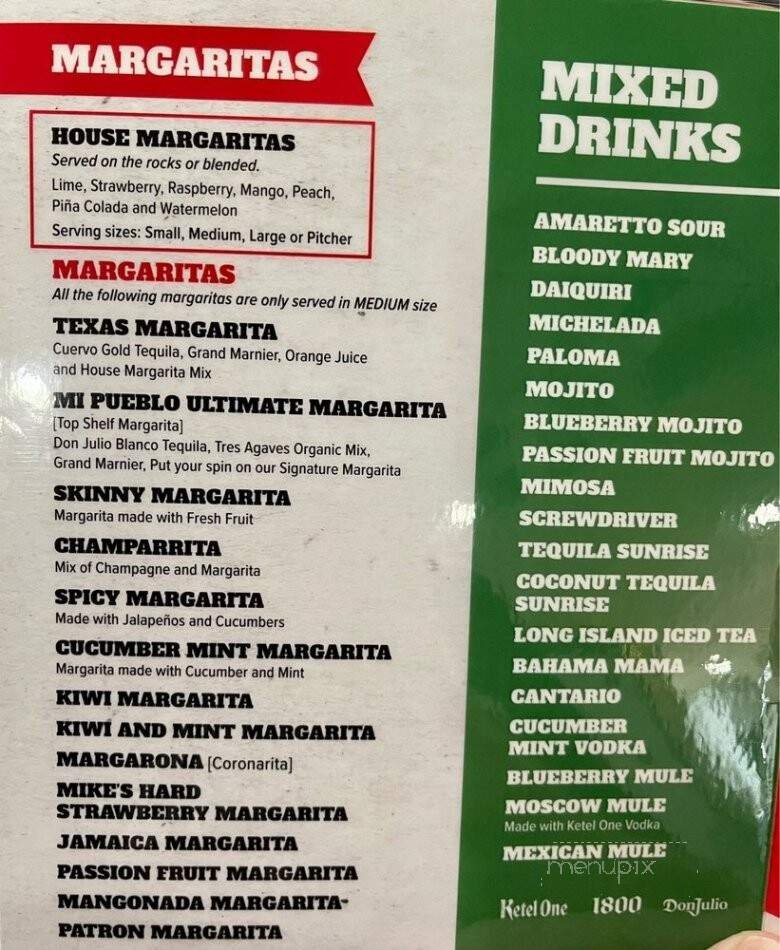 MARGARITAS
HOUSE MARGARITAS
Served on the rocks or blended.
Lime, Strawberry, Raspberry, Mango, Peach,
Piña Colada and Watermelon
Serving sizes: Small, Medium, Large or Pitcher
MARGARITAS
All the following margaritas are only served in MEDIUM size
TEXAS MARGARITA
Cuervo Gold Tequila, Grand Marnier, Orange Juice
and House Margarita Mix
MI PUEBLO ULTIMATE MARGARITA
[Top Shelf Margarita]
Don Julio Blanco Tequila, Tres Agaves Organic Mix,
Grand Marnier, Put your spin on our Signature Margarita
SKINNY MARGARITA
Margarita made with Fresh Fruit
CHAMPARRITA
Mix of Champagne and Margarita
SPICY MARGARITA
Made with Jalapeños and Cucumbers
CUCUMBER MINT MARGARITA
Margarita made with Cucumber and Mint
KIWI MARGARITA
KIWI AND MINT MARGARITA
MARGARONA [Coronarita]
MIKE'S HARD
STRAWBERRY MARGARITA
JAMAICA MARGARITA
PASSION FRUIT MARGARITA
MANGONADA MARGARITA
PATRON MARGARITA
MIXED
DRINKS
AMARETTO SOUR
BLOODY MARY
DAIQUIRI
MICHELADA
PALOMA
MOJITO
BLUEBERRY MOJITO
PASSION FRUIT MOJITO
MIMOSA
SCREWDRIVER
TEQUILA SUNRISE
COCONUT TEQUILA
SUNRISE
LONG ISLAND ICED TEA
BAHAMA MAMA
CANTARIO
CUCUMBER
MINT VODKA
BLUEBERRY MULE
MOSCOW MULE
Made with Ketel One Vodka
MEXICAN MULE
menupix
Ketel One 1800 Don Julio